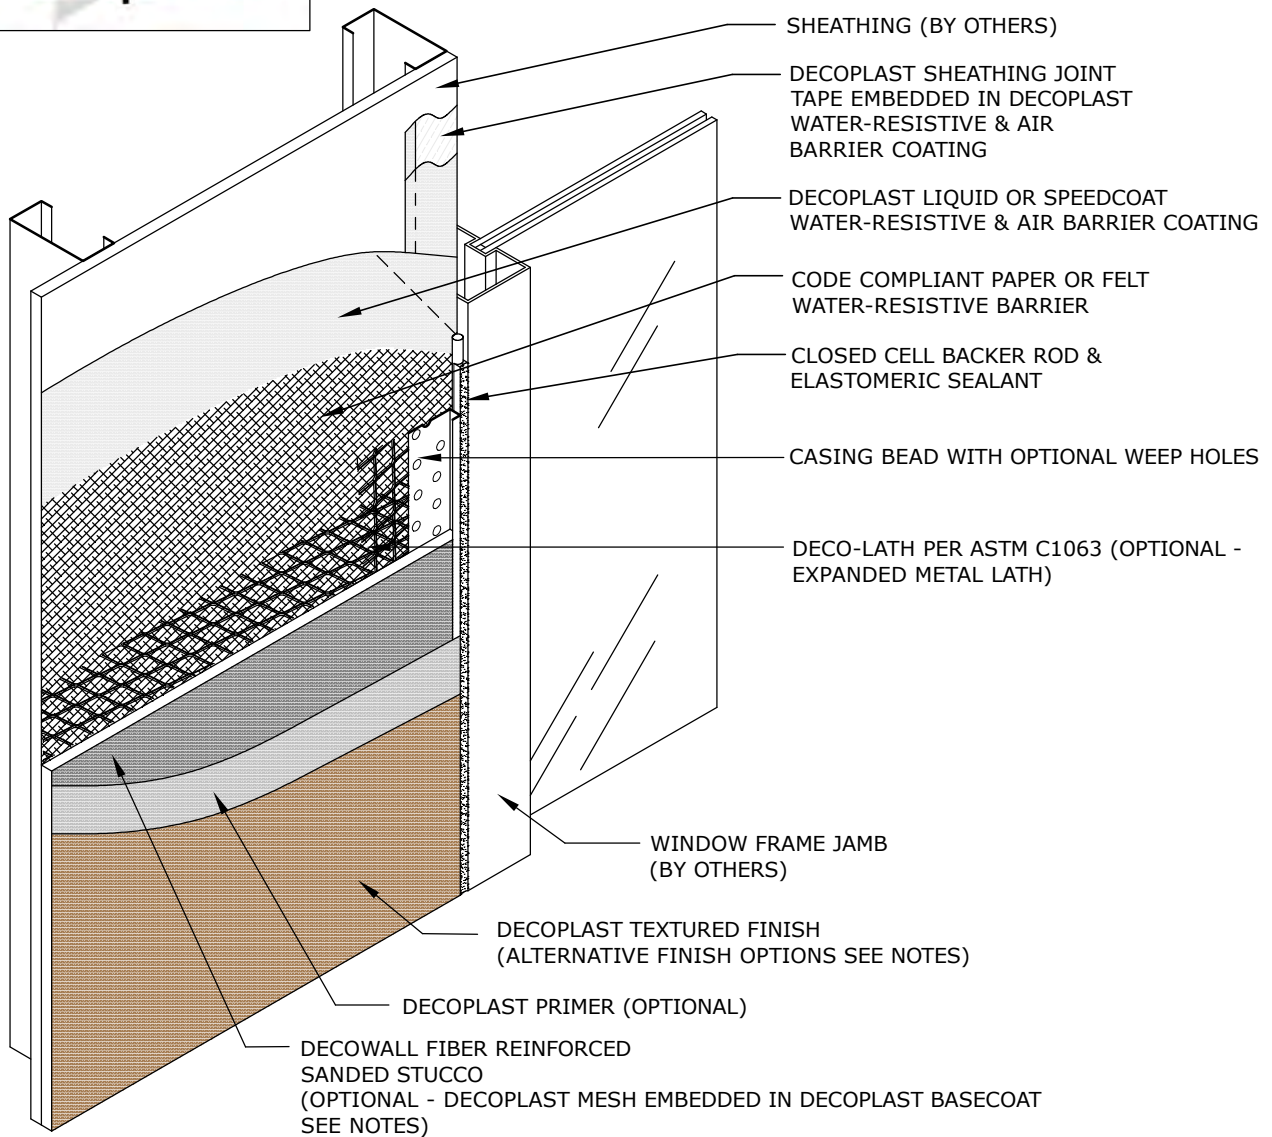 SHEATHING (BY OTHERS)
DECOPLAST SHEATHING JOINT
TAPE EMBEDDED IN DECOPLAST
WATER-RESISTIVE & AIR
BARRIER COATING
DECOPLAST LIQUID OR SPEEDCOAT
WATER-RESISTIVE & AIR BARRIER COATING
CODE COMPLIANT PAPER OR FELT
WATER-RESISTIVE BARRIER
CLOSED CELL BACKER ROD &
ELASTOMERIC SEALANT
CASING BEAD WITH OPTIONAL WEEP HOLES
DECO-LATH PER ASTM C1063 (OPTIONAL -
EXPANDED METAL LATH)
WINDOW FRAME JAMB
(BY OTHERS)
DECOPLAST TEXTURED FINISH
(ALTERNATIVE FINISH OPTIONS SEE NOTES)
DECOPLAST PRIMER (OPTIONAL)
DECOWALL FIBER REINFORCED
SANDED STUCCO
(OPTIONAL - DECOPLAST MESH EMBEDDED IN DECOPLAST BASECOAT
SEE NOTES)